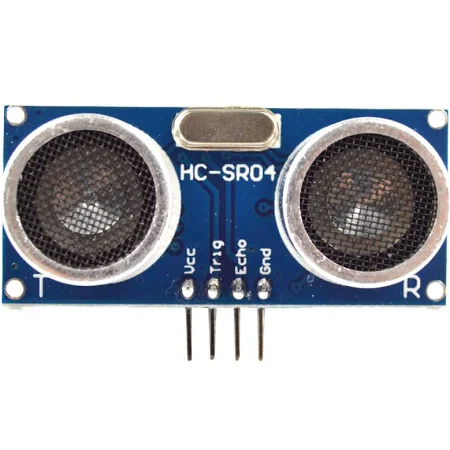 HC-SR04
Vcc
Trig
Echo
Gnd
T
R